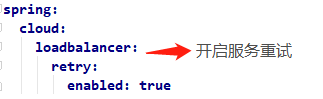 spring:
  cloud:
    loadbalancer: 开启服务重试
      retry:
        enabled: true